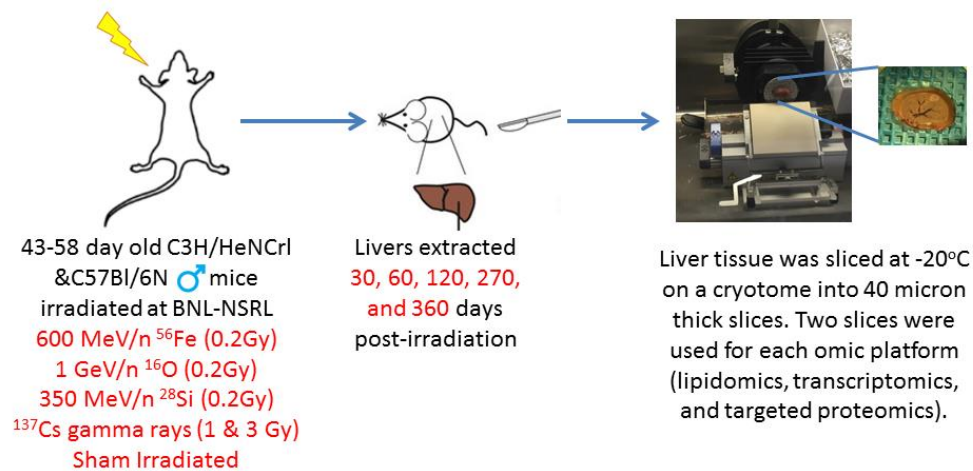 43-58 day old C3H/HeNCrl
&C57Bl/6N ♂ mice
irradiated at BNL-NSRL
600 MeV/n ⁵⁶Fe (0.2Gy)
1 GeV/n ¹⁶O (0.2Gy)
350 MeV/n ²⁸Si (0.2Gy)
¹³⁷Cs gamma rays (1 & 3 Gy)
Sham Irradiated
Livers extracted
30, 60, 120, 270,
and 360 days
post-irradiation
Liver tissue was sliced at -20°C
on a cryotome into 40 micron
thick slices. Two slices were
used for each omic platform
(lipidomics, transcriptomics,
and targeted proteomics).